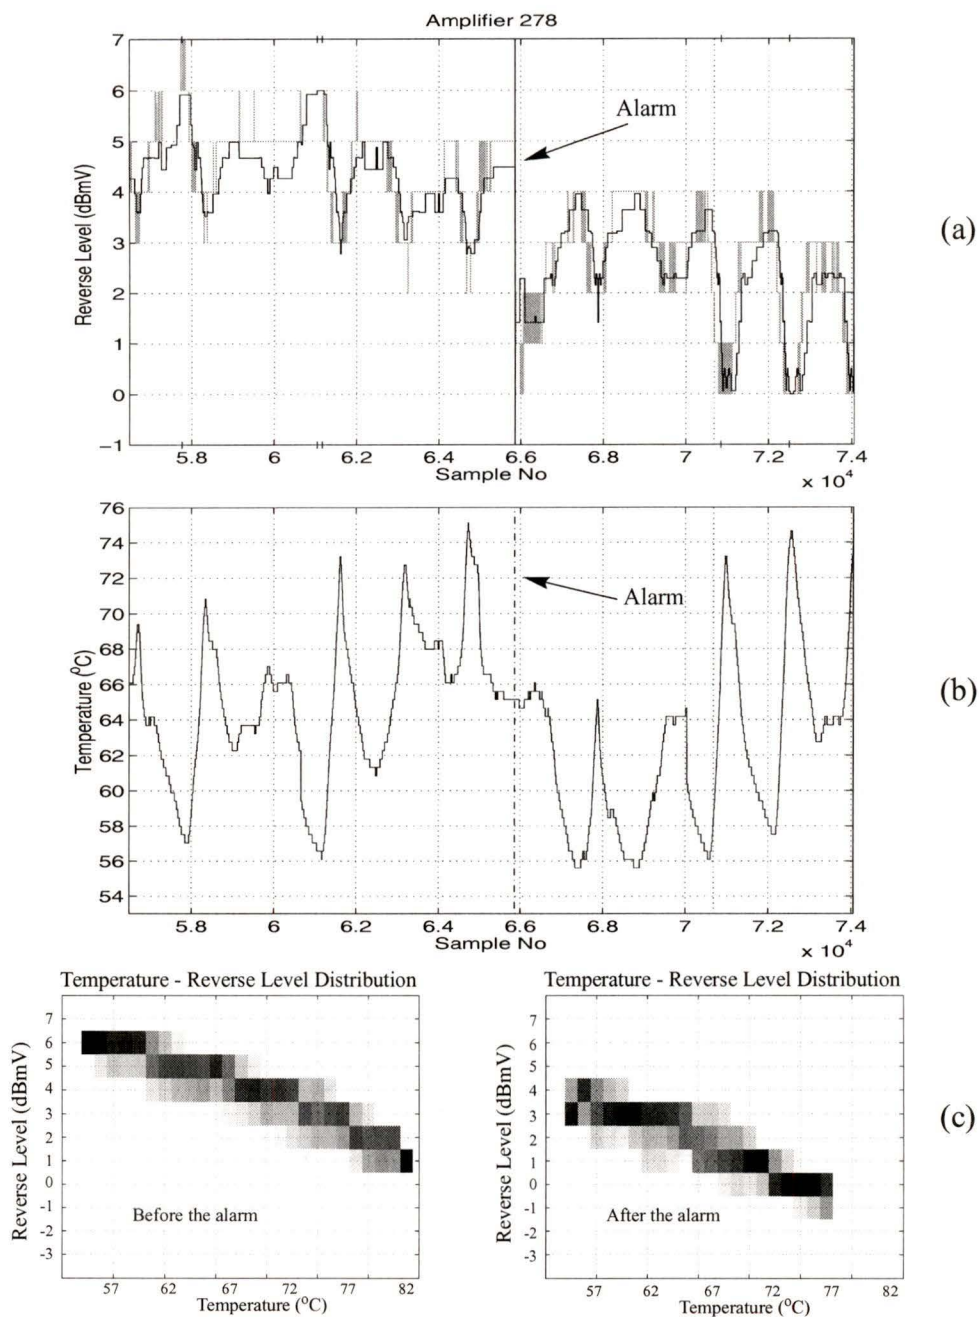 Amplifier 278
7
6
5
4
3
2
1
0
−1
Reverse Level (dBmV)
Alarm
(a)
5.8 6 6.2 6.4 6.6 6.8 7 7.2 7.4
Sample No
x 10^4
76
74
72
70
68
66
64
62
60
58
56
54
Temperature (°C)
Alarm
(b)
5.8 6 6.2 6.4 6.6 6.8 7 7.2 7.4
Sample No
x 10^4
Temperature - Reverse Level Distribution
7
6
5
4
3
2
1
0
-1
-2
-3
Reverse Level (dBmV)
Before the alarm
57 62 67 72 77 82
Temperature (°C)
Temperature - Reverse Level Distribution
7
6
5
4
3
2
1
0
-1
-2
-3
Reverse Level (dBmV)
After the alarm
57 62 67 72 77 82
Temperature (°C)
(c)